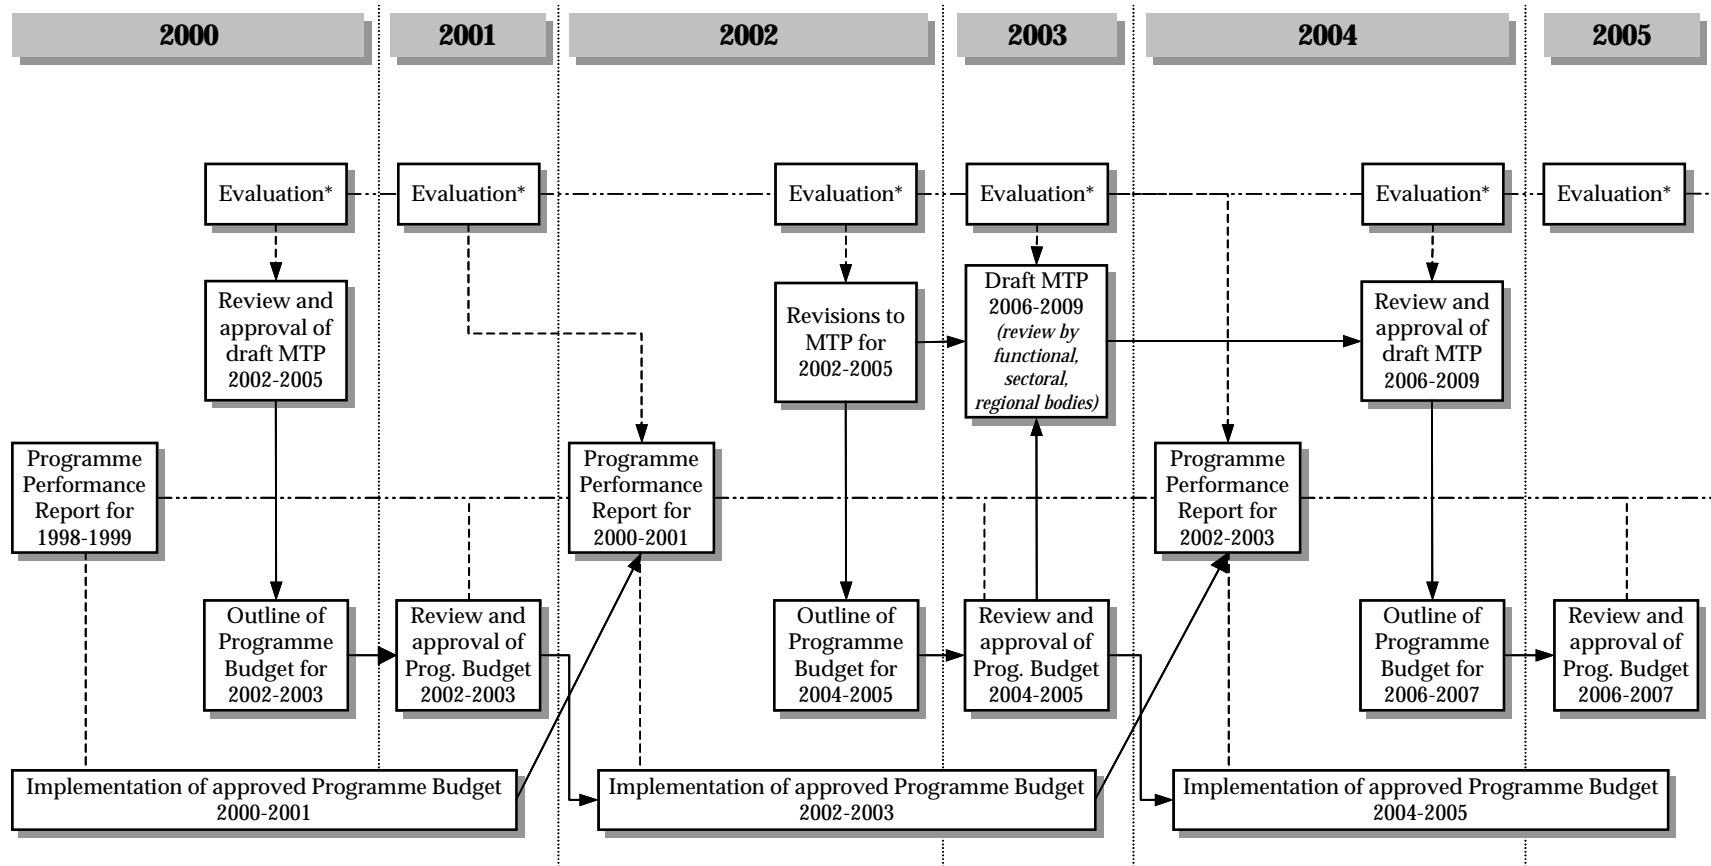 2000
2001
2002
2003
2004
2005
Evaluation*
Evaluation*
Evaluation*
Evaluation*
Evaluation*
Evaluation*
Review and
approval of
draft MTP
2002-2005
Revisions to
MTP for
2002-2005
Draft MTP
2006-2009
(review by
functional,
sectoral,
regional bodies)
Review and
approval of
draft MTP
2006-2009
Programme
Performance
Report for
1998-1999
Programme
Performance
Report for
2000-2001
Programme
Performance
Report for
2002-2003
Outline of
Programme
Budget for
2002-2003
Review and
approval of
Prog. Budget
2002-2003
Outline of
Programme
Budget for
2004-2005
Review and
approval of
Prog. Budget
2004-2005
Outline of
Programme
Budget for
2006-2007
Review and
approval of
Prog. Budget
2006-2007
Implementation of approved Programme Budget
2000-2001
Implementation of approved Programme Budget
2002-2003
Implementation of approved Programme Budget
2004-2005